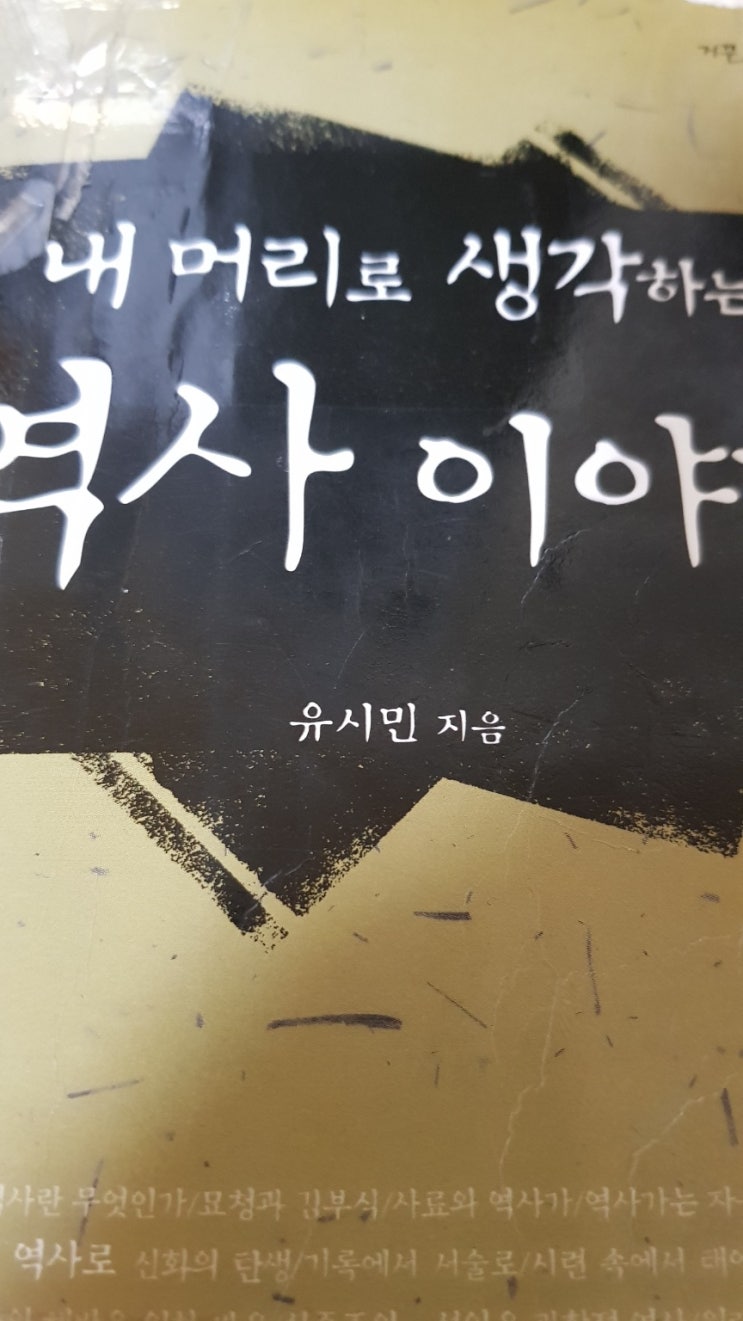 내 머리로 생각하는
역사 이야
유시민 지음
무엇인가/묘청과 김부식/사료와 역사가/역사가는
역사로 신화의 탄생/기록에서 서술로/시련 속에서